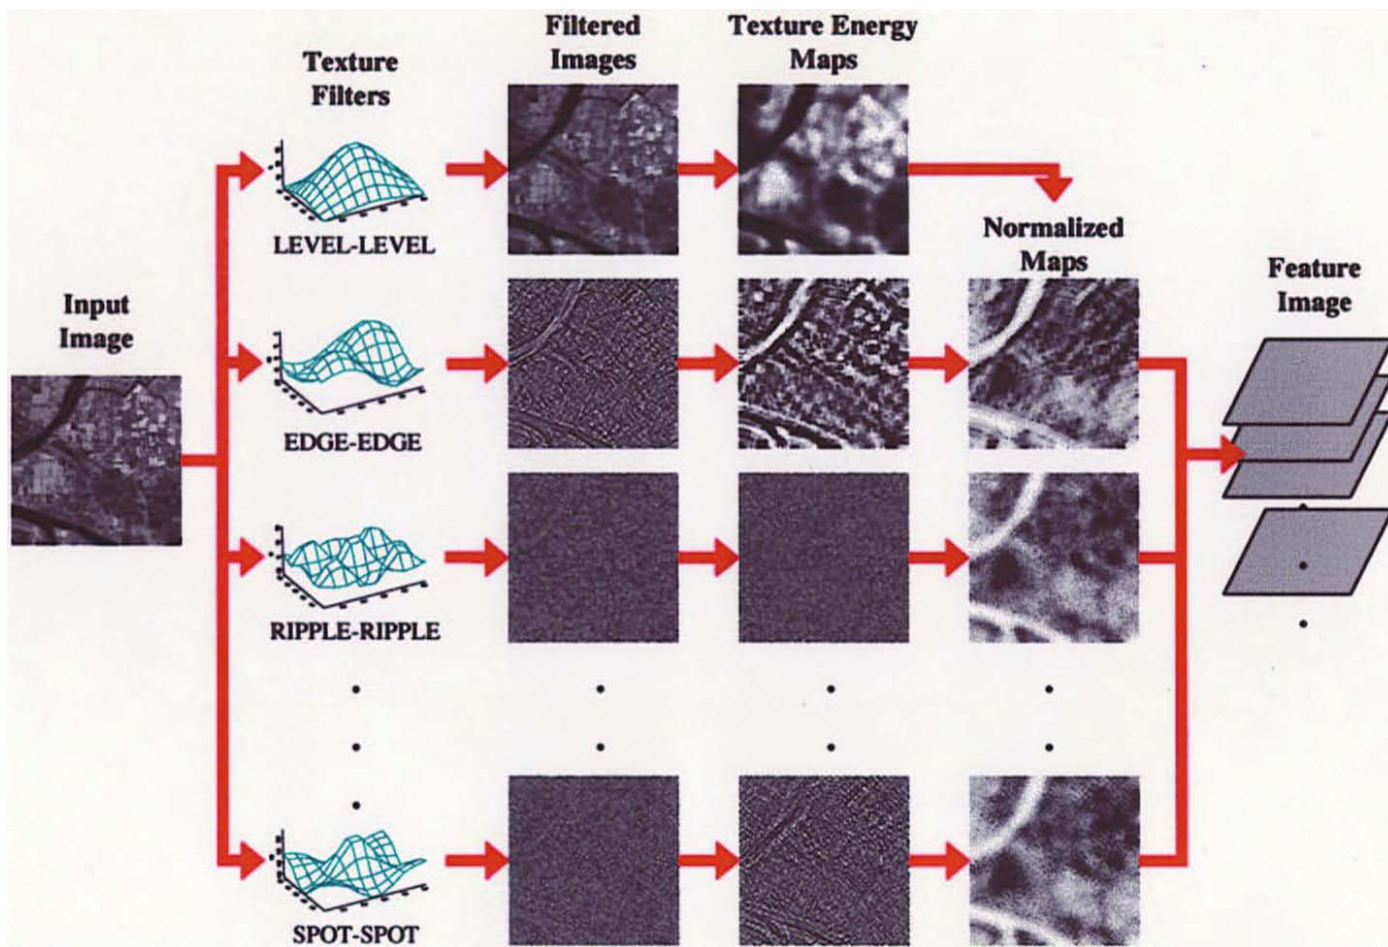 Filtered
Images
Texture Energy
Maps
Texture
Filters
LEVEL-LEVEL
Normalized
Maps
Feature
Image
Input
Image
EDGE-EDGE
RIPPLE-RIPPLE
SPOT-SPOT